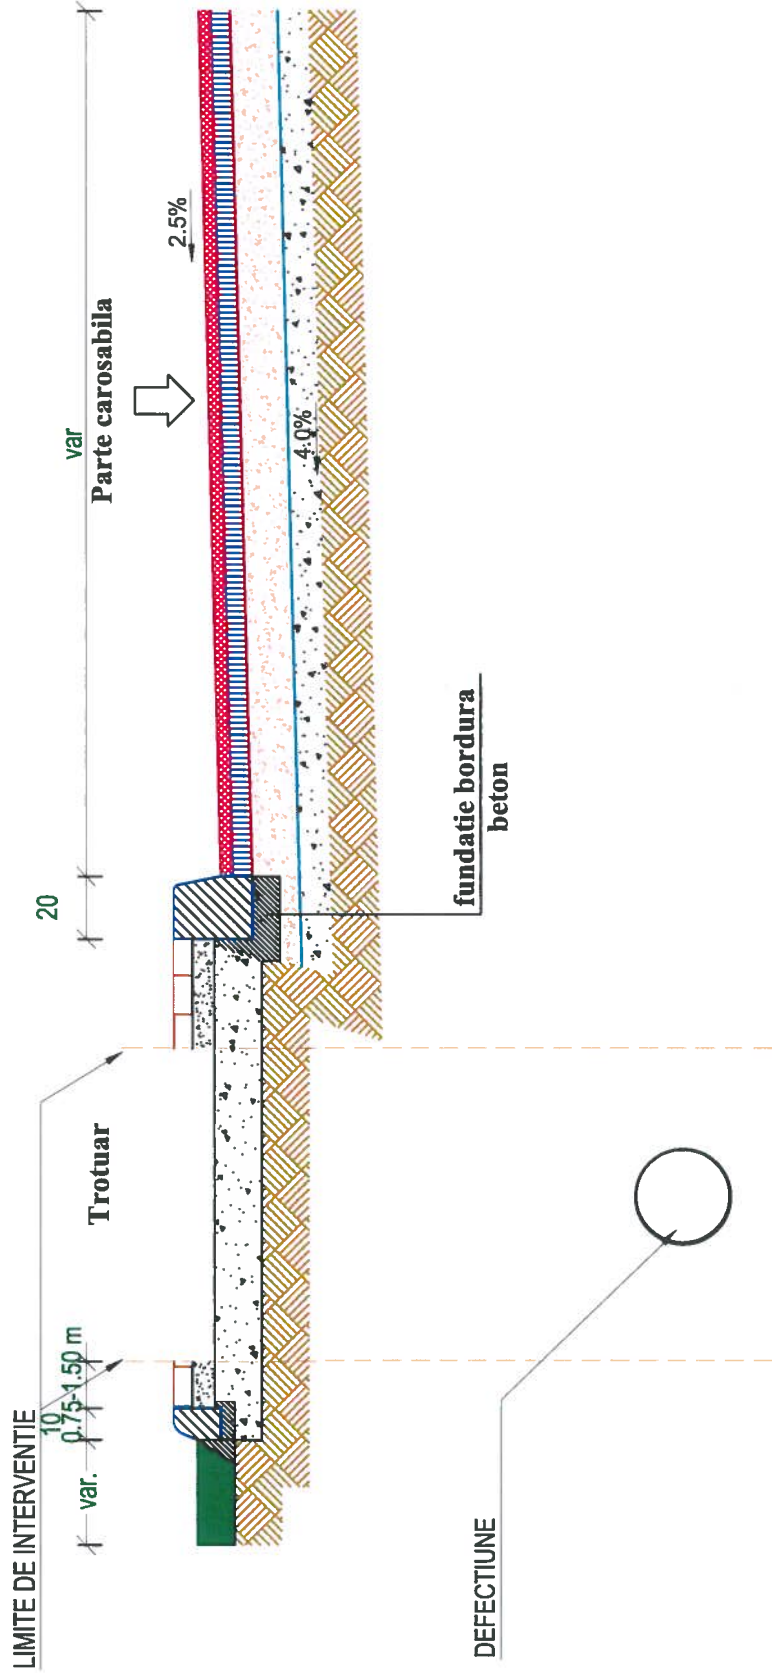 LIMITE DE INTERVENTIE
var.
10
0.75-1.50 m
Trotuar
20
var
Parte carosabila
2.5%
4.0%
fundatie bordura
beton
DEFECTIUNE